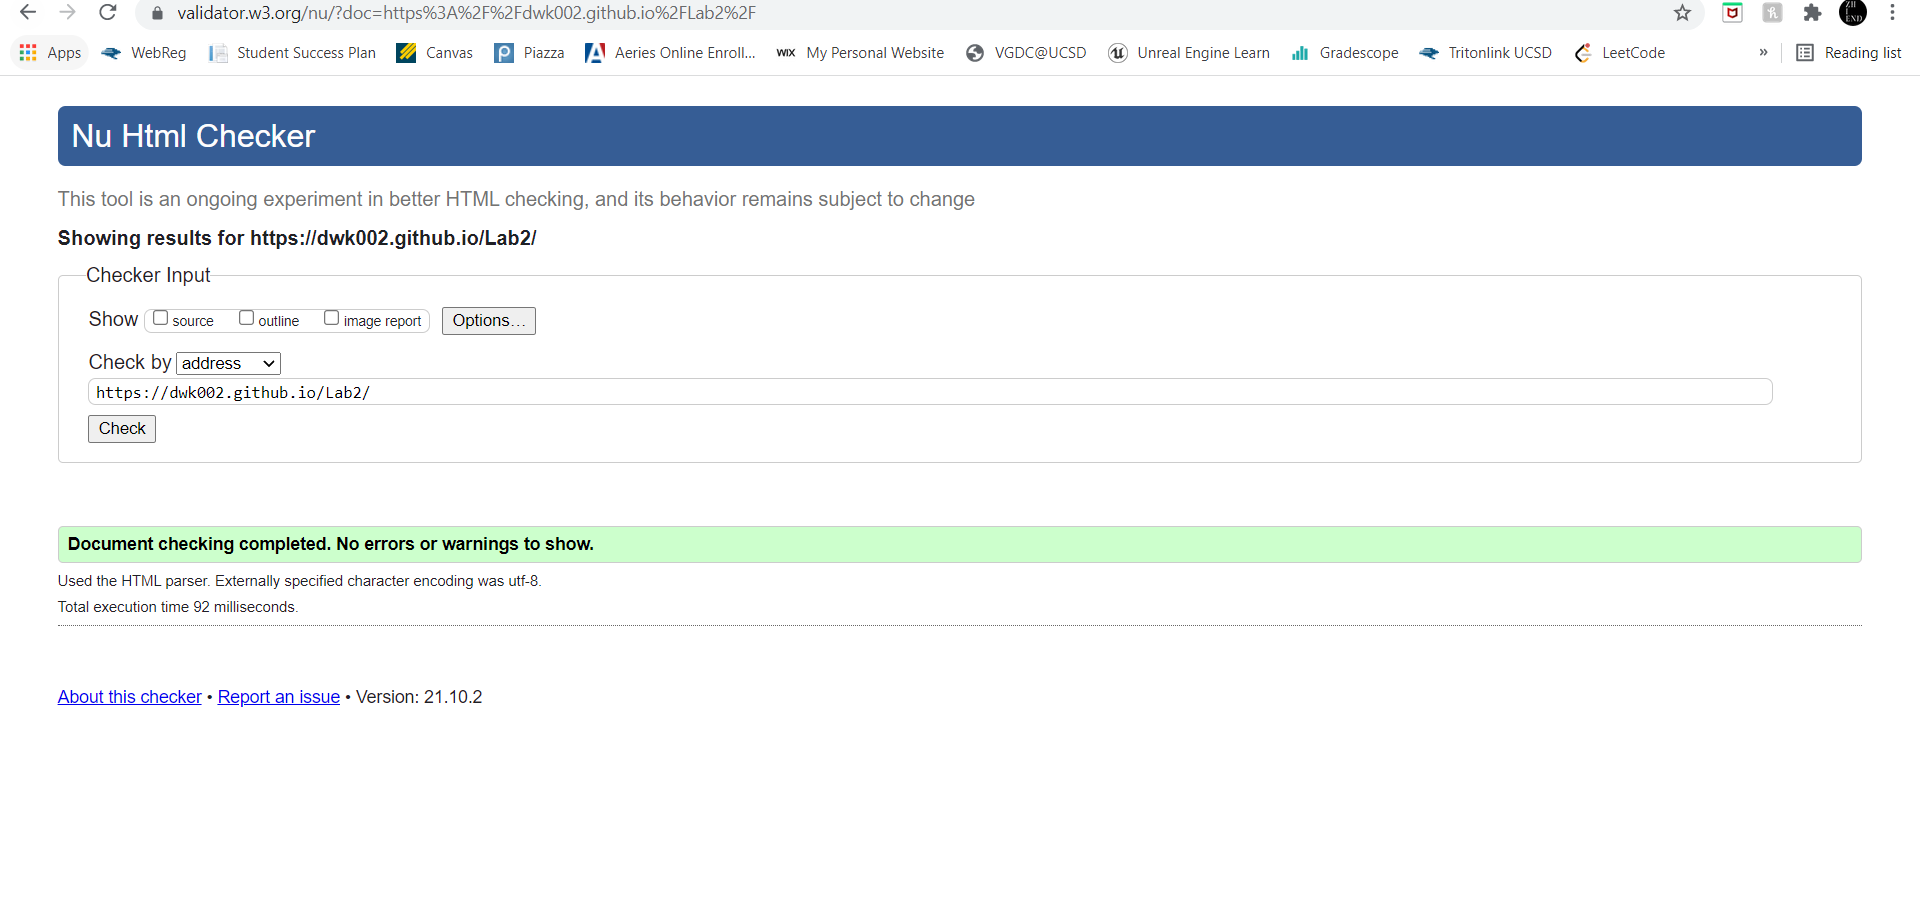 validator.w3.org/nu/?doc=https%3A%2F%2Fdwk002.github.io%2FLab2%2F
Apps WebReg Student Success Plan Canvas Piazza Aeries Online Enroll... WIX My Personal Website VGDC@UCSD Unreal Engine Learn Gradescope Tritonlink UCSD LeetCode » Reading list
Nu Html Checker
This tool is an ongoing experiment in better HTML checking, and its behavior remains subject to change
Showing results for https://dwk002.github.io/Lab2/
Checker Input
Show source outline image report Options...
Check by address
https://dwk002.github.io/Lab2/
Check
Document checking completed. No errors or warnings to show.
Used the HTML parser. Externally specified character encoding was utf-8.
Total execution time 92 milliseconds.
About this checker • Report an issue • Version: 21.10.2